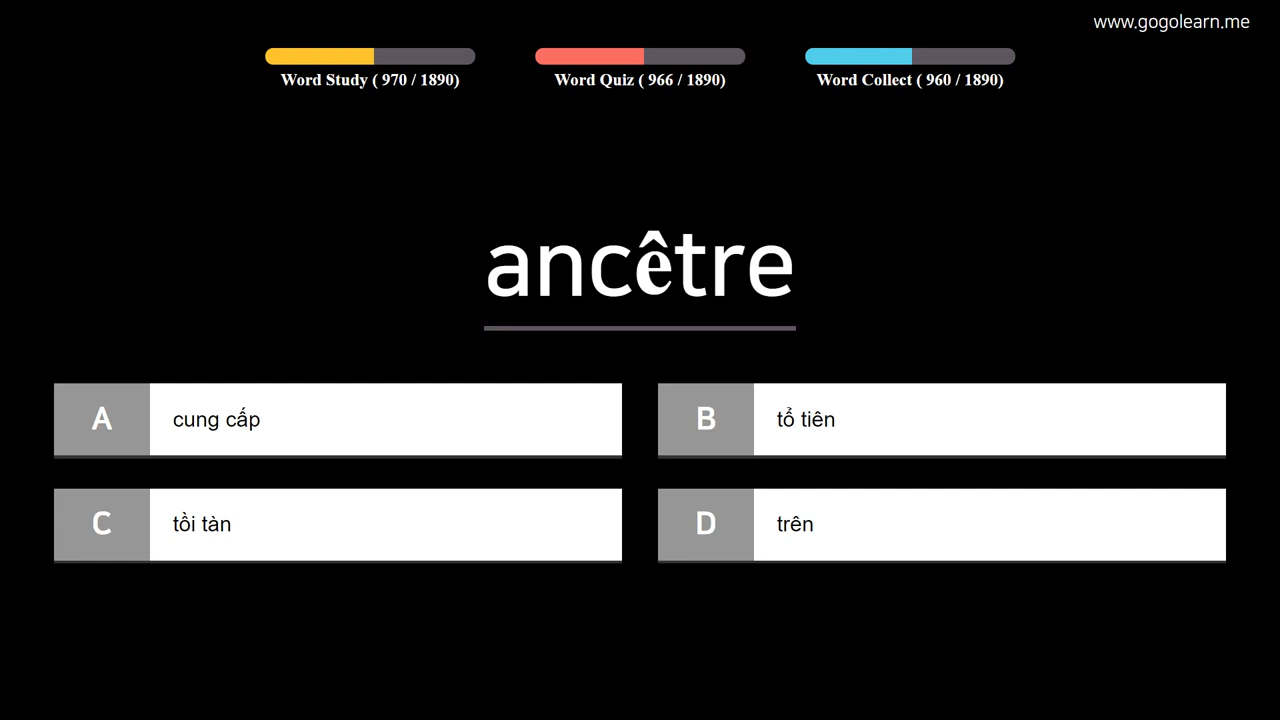 www.gogolearn.me
Word Study ( 970 / 1890)
Word Quiz ( 966 / 1890)
Word Collect ( 960 / 1890)
ancêtre
A cung cấp
B tổ tiên
C tồi tàn
D trên